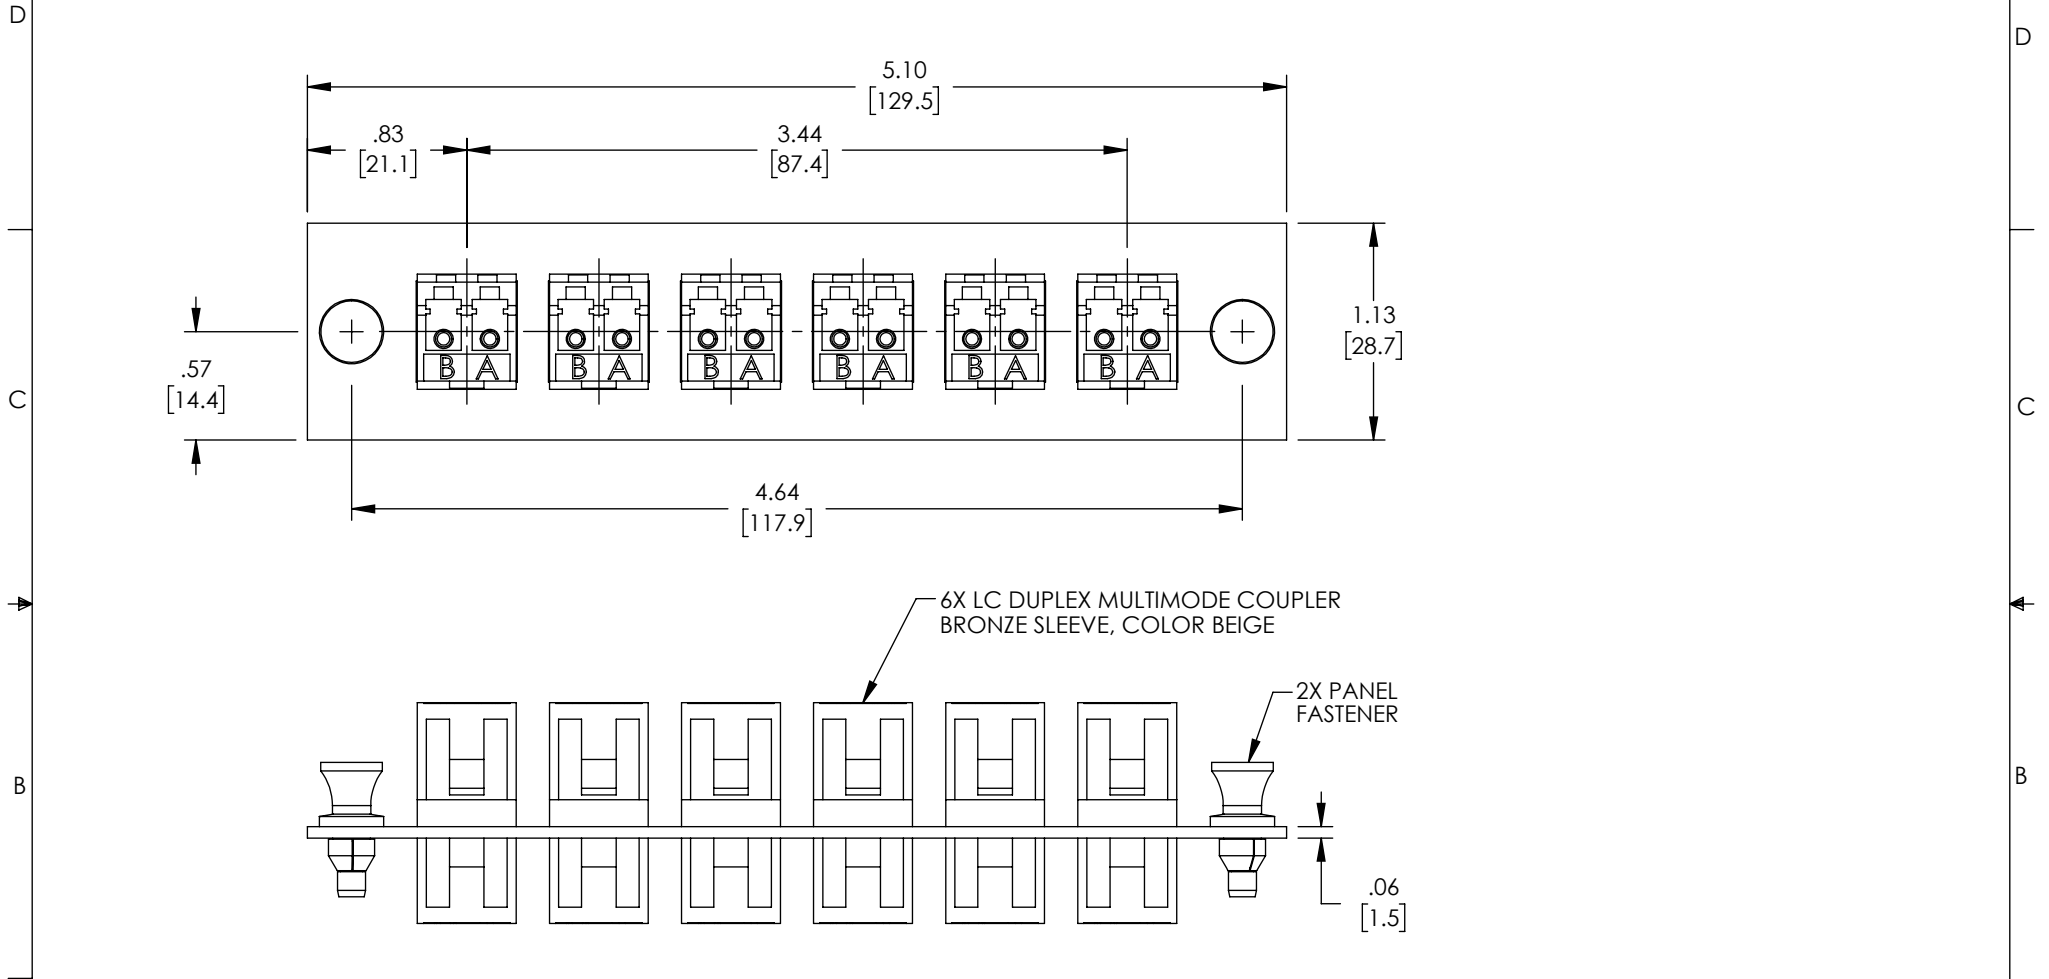 D
D
5.10
[129.5]
.83
[21.1]
3.44
[87.4]
1.13
[28.7]
.57
[14.4]
B A B A B A B A B A B A
C
C
4.64
[117.9]
6X LC DUPLEX MULTIMODE COUPLER
BRONZE SLEEVE, COLOR BEIGE
2X PANEL
FASTENER
B
B
.06
[1.5]